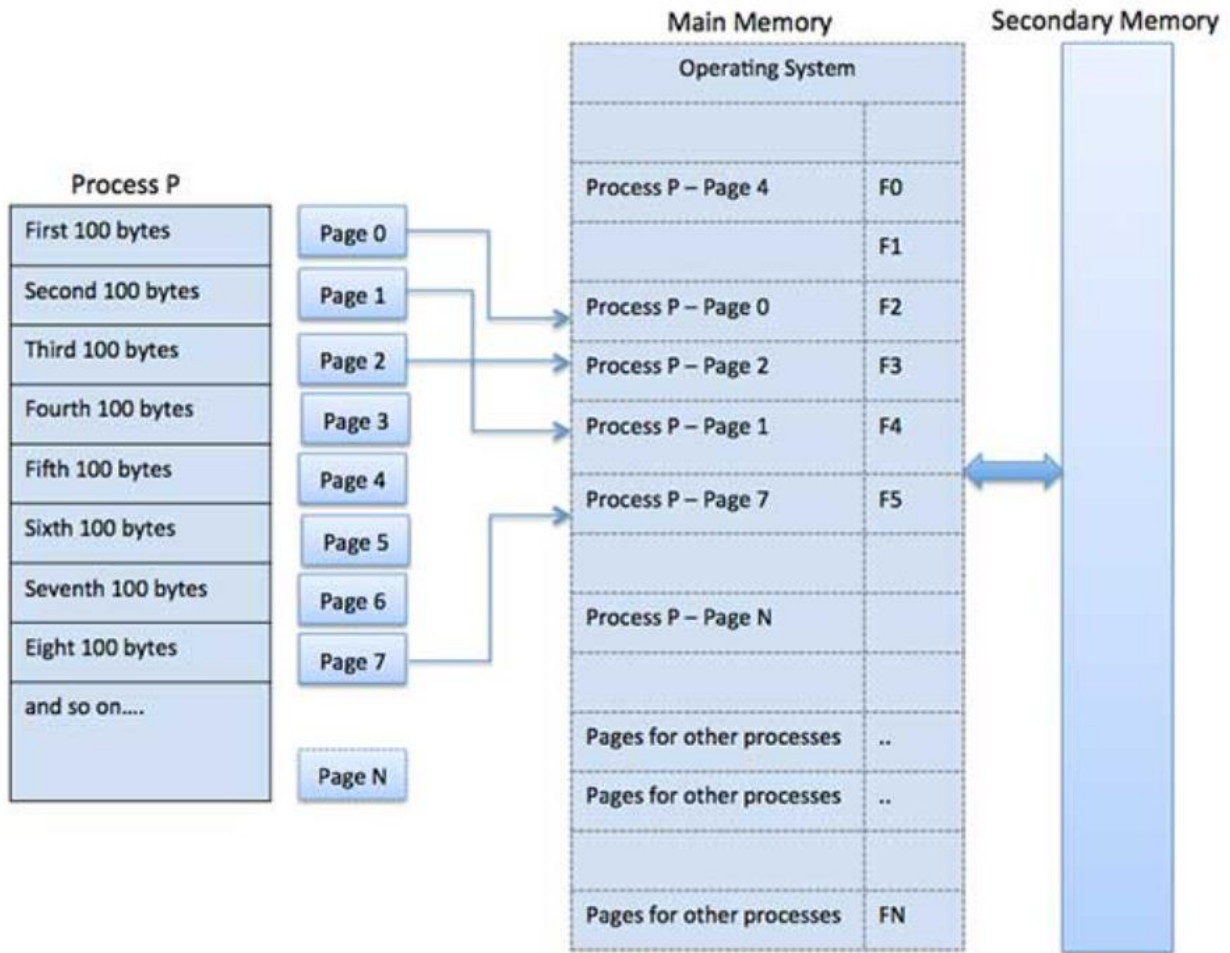 Main Memory
Secondary Memory
Operating System
Process P
First 100 bytes
Second 100 bytes
Third 100 bytes
Fourth 100 bytes
Fifth 100 bytes
Sixth 100 bytes
Seventh 100 bytes
Eight 100 bytes
and so on....
Page 0
Page 1
Page 2
Page 3
Page 4
Page 5
Page 6
Page 7
Page N
Process P – Page 4 F0
F1
Process P – Page 0 F2
Process P – Page 2 F3
Process P – Page 1 F4
Process P – Page 7 F5
Process P – Page N
Pages for other processes ..
Pages for other processes ..
Pages for other processes FN